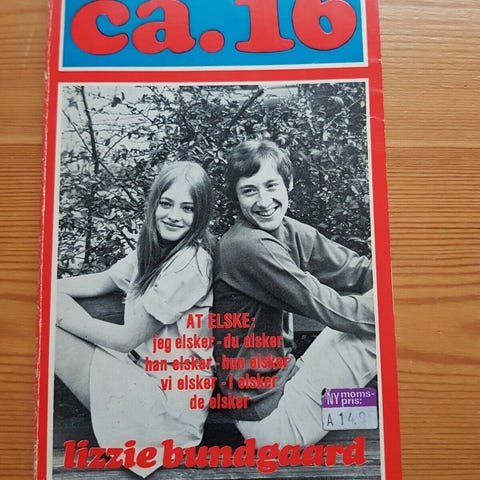 ca. 16
AT ELSKE:
jeg elsker - du elsker
han elsker - hun elsker
vi elsker - I elsker
de elsker
NY moms-
pris:
A 14.
lizzie bundgaard